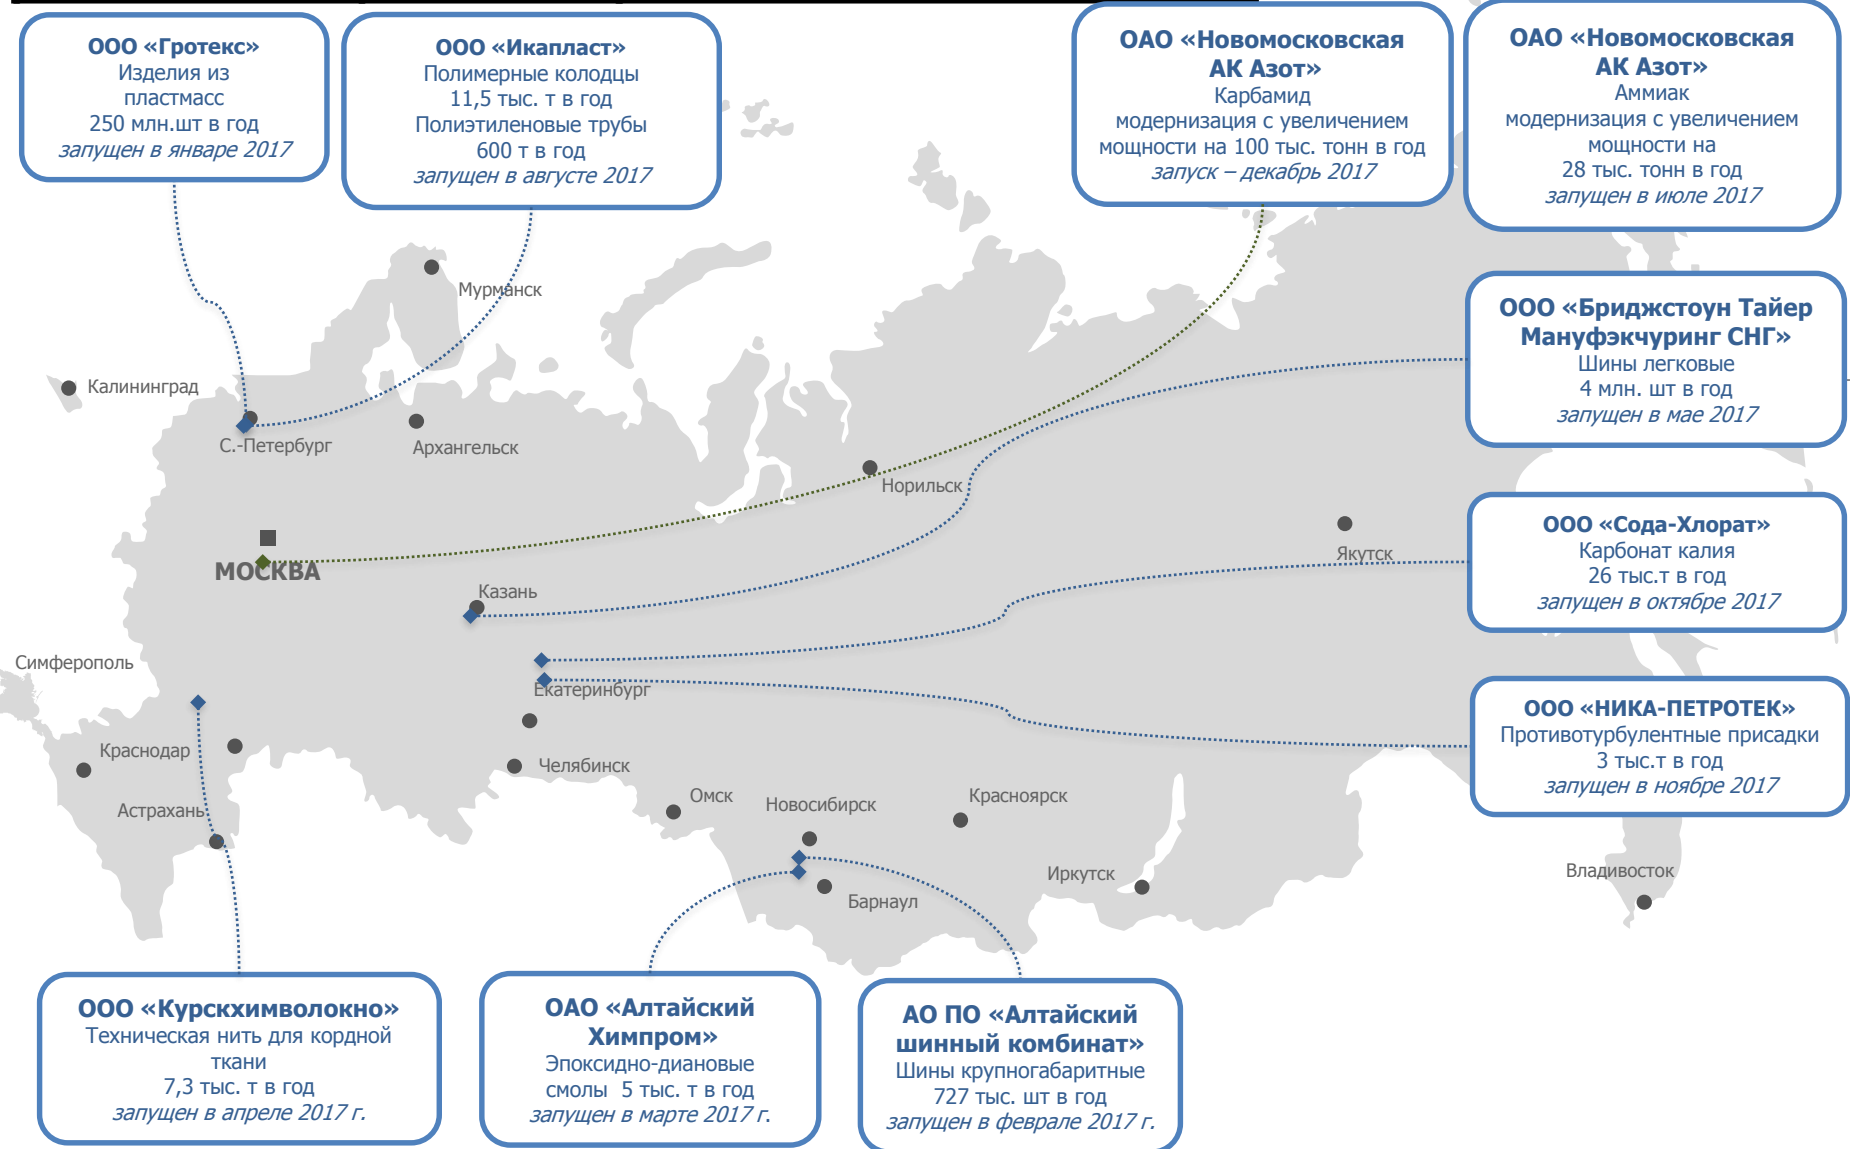 ООО «Гротекс»
Изделия из
пластмасс
250 млн.шт в год
запущен в январе 2017
ООО «Икапласт»
Полимерные колодцы
11,5 тыс. т в год
Полиэтиленовые трубы
600 т в год
запущен в августе 2017
ОАО «Новомосковская
АК Азот»
Карбамид
модернизация с увеличением
мощности на 100 тыс. тонн в год
запуск – декабрь 2017
ОАО «Новомосковская
АК Азот»
Аммиак
модернизация с увеличением
мощности на
28 тыс. тонн в год
запущен в июле 2017
Мурманск
Калининград
С.-Петербург
Архангельск
Норильск
ООО «Бриджстоун Тайер
Мануфэкчуринг СНГ»
Шины легковые
4 млн. шт в год
запущен в мае 2017
МОСКВА
Казань
Якутск
ООО «Сода-Хлорат»
Карбонат калия
26 тыс.т в год
запущен в октябре 2017
Симферополь
Екатеринбург
Краснодар
Челябинск
Астрахань
Омск
Новосибирск
Красноярск
ООО «НИКА-ПЕТРОТЕК»
Противотурбулентные присадки
3 тыс.т в год
запущен в ноябре 2017
Барнаул
Иркутск
Владивосток
ООО «Курскхимволокно»
Техническая нить для кордной
ткани
7,3 тыс. т в год
запущен в апреле 2017 г.
ОАО «Алтайский
Химпром»
Эпоксидно-диановые
смолы 5 тыс. т в год
запущен в марте 2017 г.
АО ПО «Алтайский
шинный комбинат»
Шины крупногабаритные
727 тыс. шт в год
запущен в феврале 2017 г.